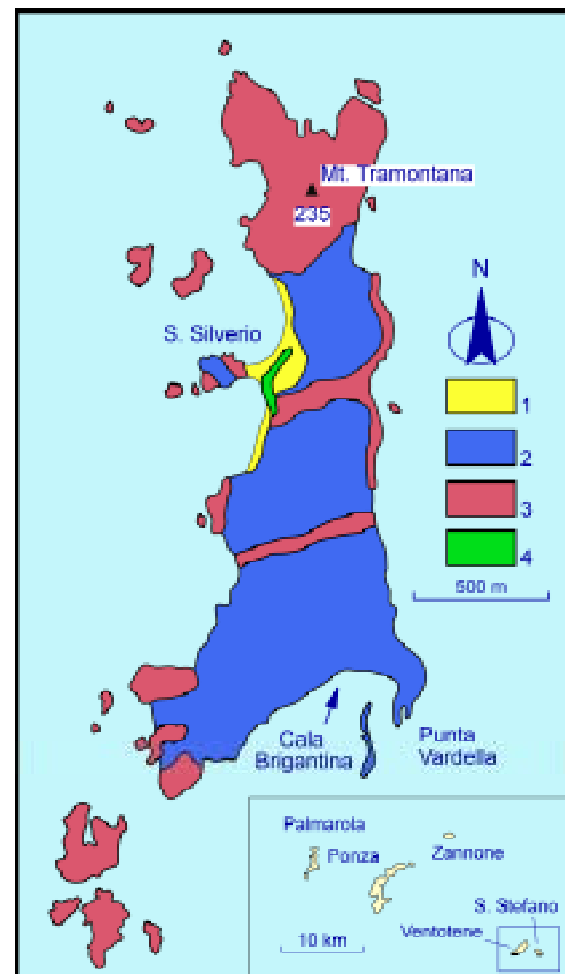 Mt. Tramontana
235
N
S. Silverio
1
2
3
4
500 m
Cala
Brigantina
Punta
Vardella
Palmarola
Ponza
Zannone
S. Stefano
Ventotene
10 km